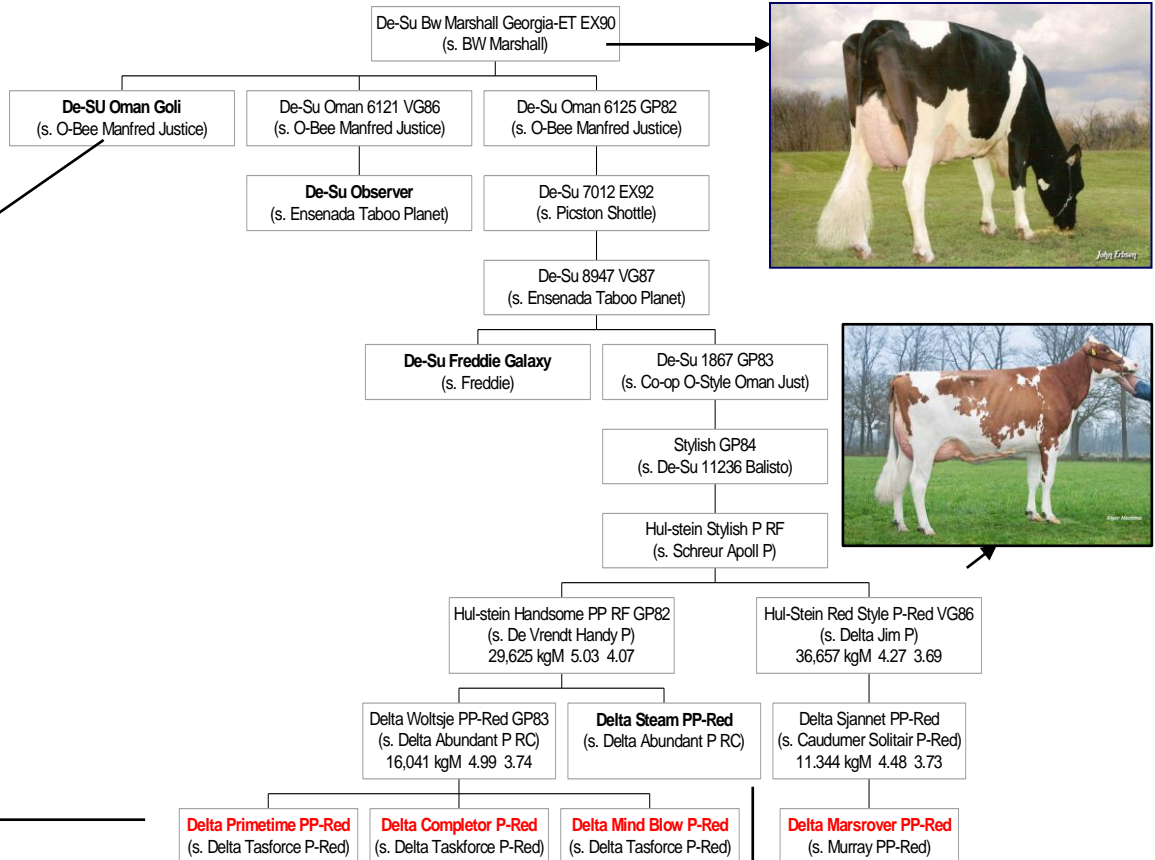 De-Su Bw Marshall Georgia-ET EX90
(s. BW Marshall)
De-SU Oman Goli
(s. O-Bee Manfred Justice)
De-Su Oman 6121 VG86
(s. O-Bee Manfred Justice)
De-Su Oman 6125 GP82
(s. O-Bee Manfred Justice)
De-Su Observer
(s. Ensenada Taboo Planet)
De-Su 7012 EX92
(s. Picston Shottle)
John Erbsen
De-Su 8947 VG87
(s. Ensenada Taboo Planet)
De-Su Freddie Galaxy
(s. Freddie)
De-Su 1867 GP83
(s. Co-op O-Style Oman Just)
Stylish GP84
(s. De-Su 11236 Balisto)
Hul-stein Stylish P RF
(s. Schreur Apoll P)
Hul-stein Handsome PP RF GP82
(s. De Vrendt Handy P)
29,625 kgM 5.03 4.07
Hul-Stein Red Style P-Red VG86
(s. Delta Jim P)
36,657 kgM 4.27 3.69
Delta Woltsje PP-Red GP83
(s. Delta Abundant P RC)
16,041 kgM 4.99 3.74
Delta Steam PP-Red
(s. Delta Abundant P RC)
Delta Sjannet PP-Red
(s. Caudumer Solitair P-Red)
11.344 kgM 4.48 3.73
Delta Primetime PP-Red
(s. Delta Tasforce P-Red)
Delta Completor P-Red
(s. Delta Taskforce P-Red)
Delta Mind Blow P-Red
(s. Delta Tasforce P-Red)
Delta Marsrover PP-Red
(s. Murray PP-Red)